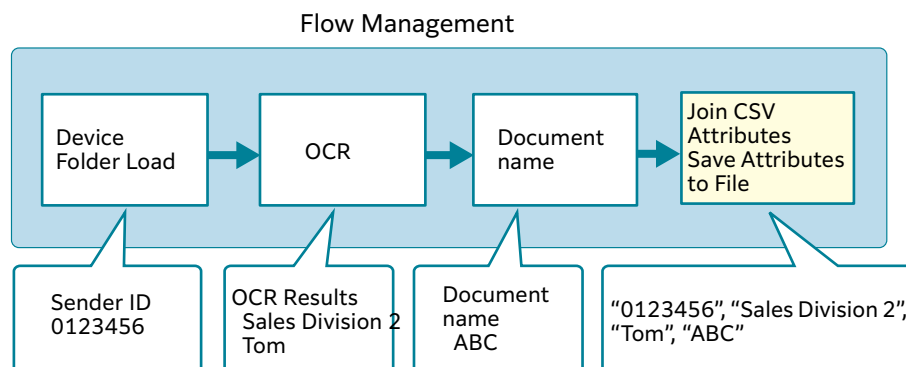 Flow Management
Device
Folder Load
OCR
Document
name
Join CSV
Attributes
Save Attributes
to File
Sender ID
0123456
OCR Results
Sales Division 2
Tom
Document
name
ABC
“0123456”, “Sales Division 2”,
“Tom”, “ABC”